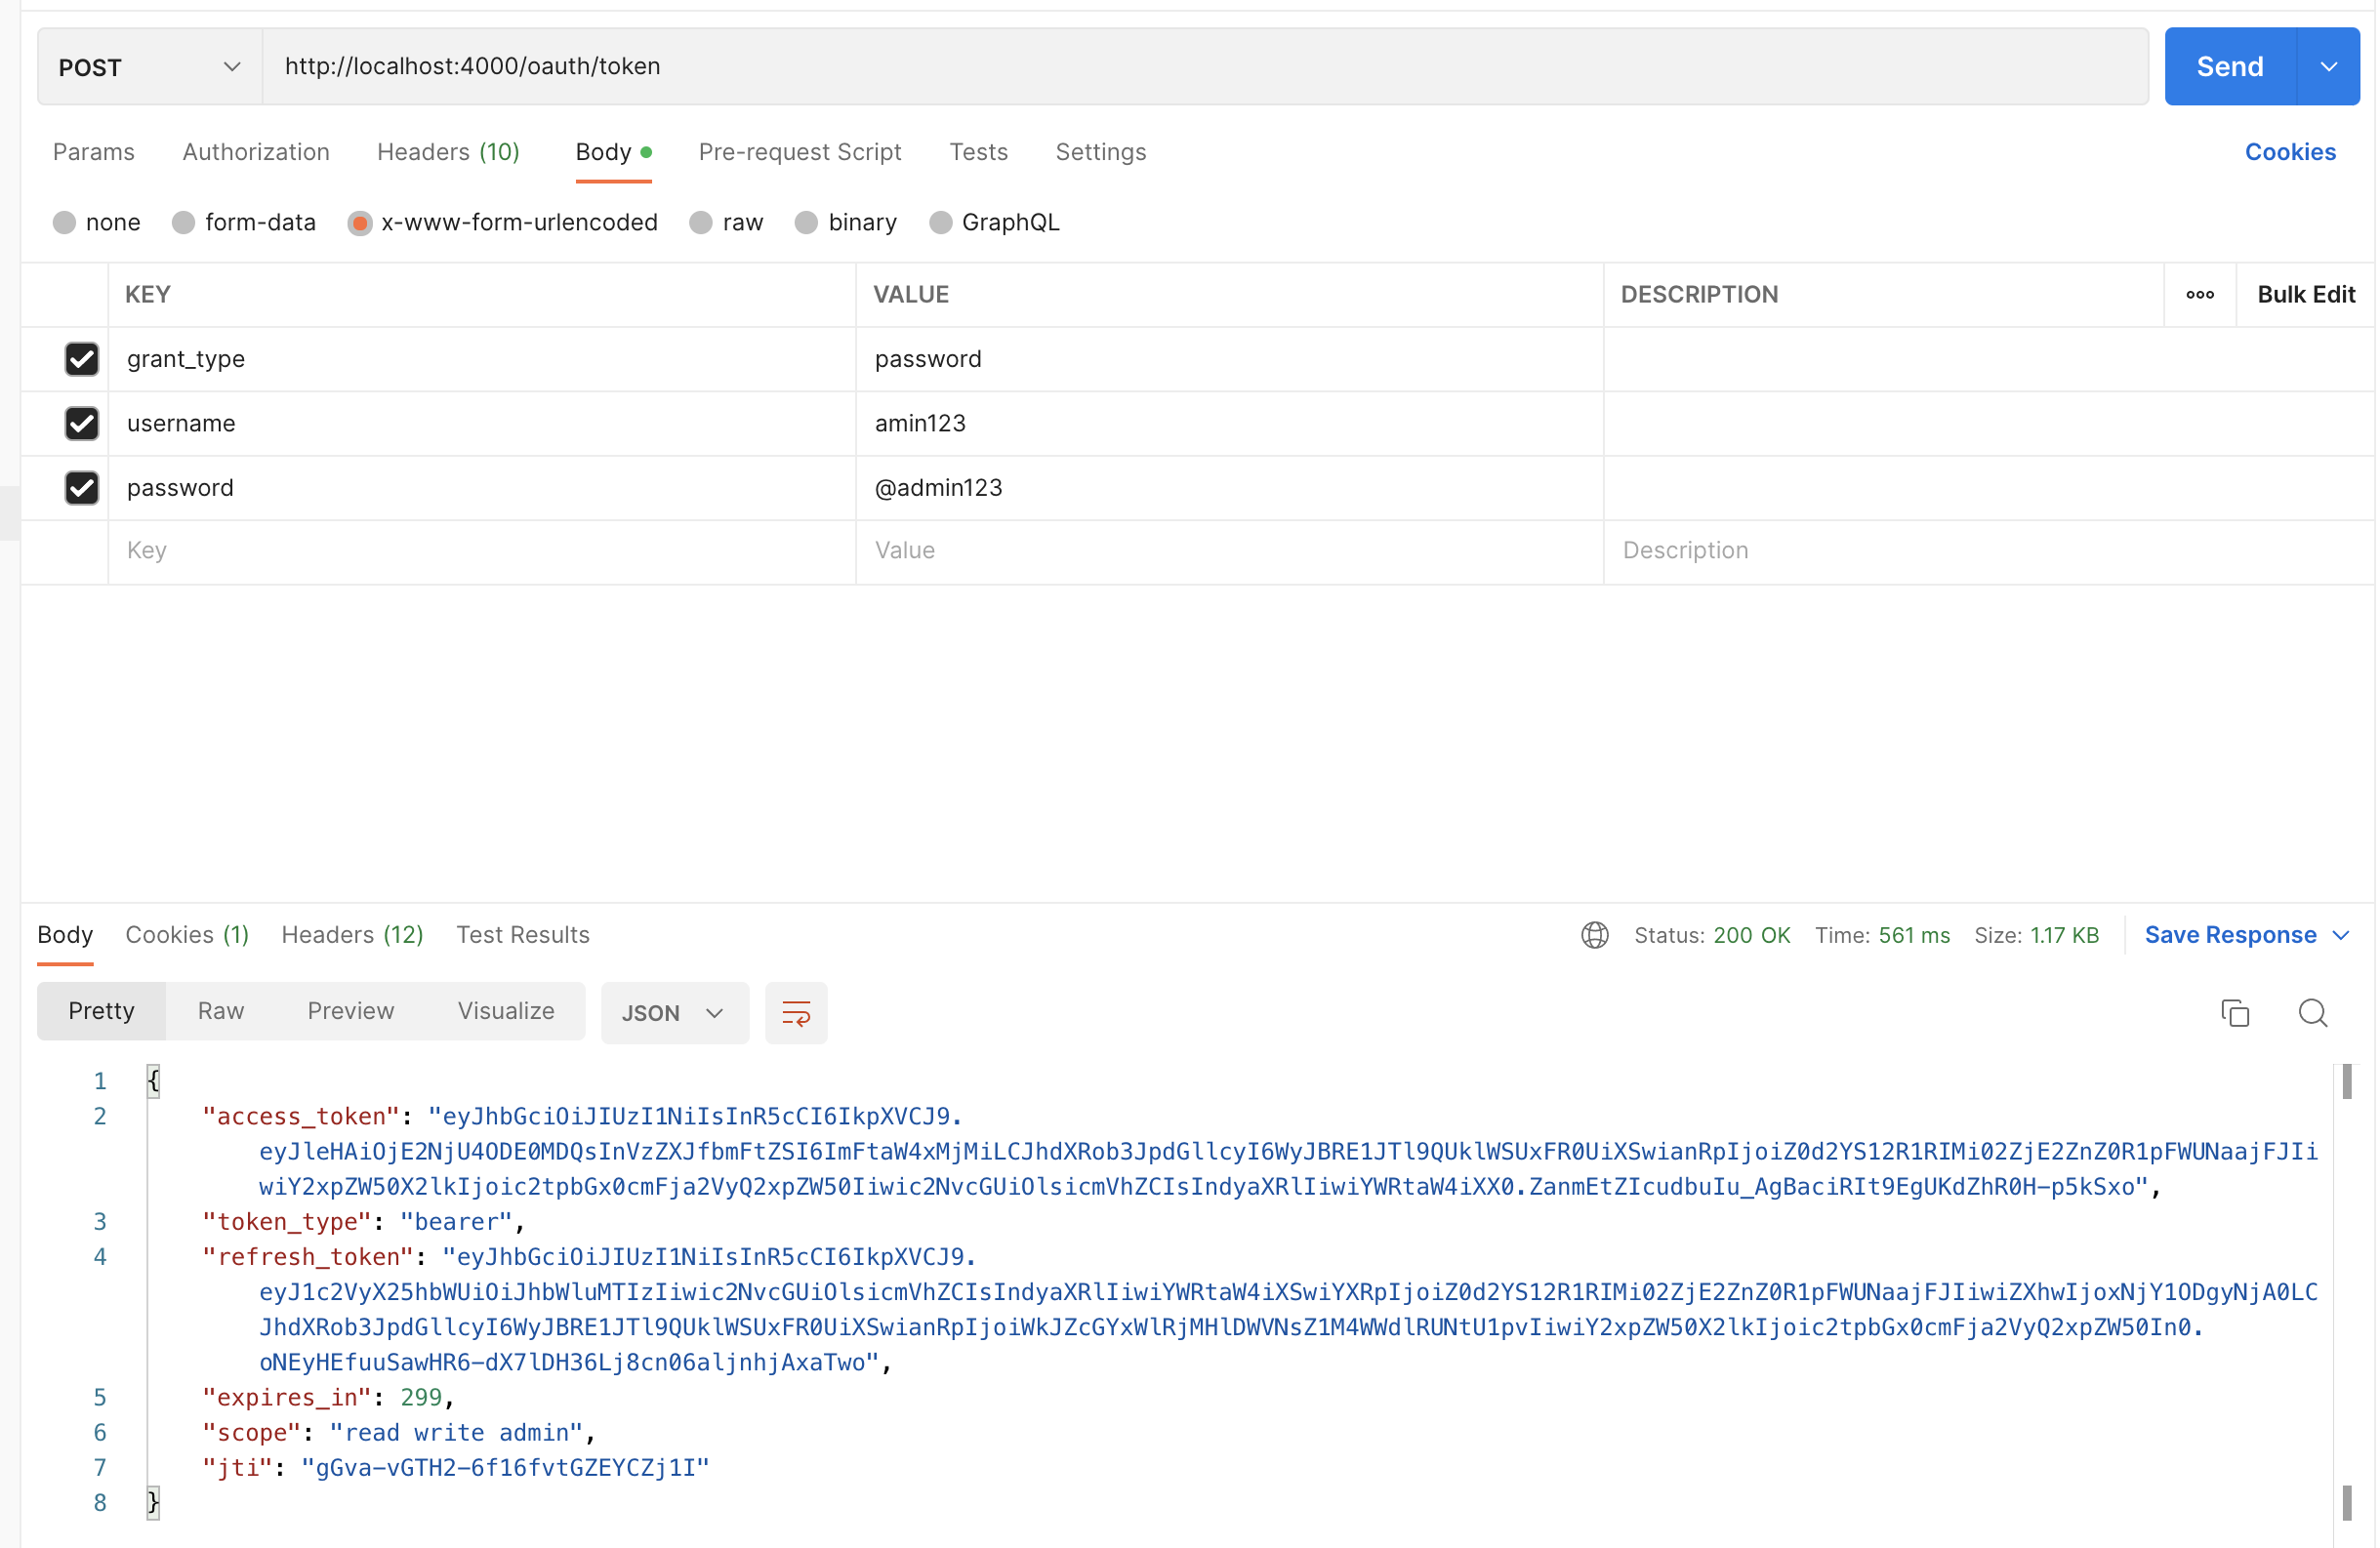 POST http://localhost:4000/oauth/token Send
Params Authorization Headers (10) Body Pre-request Script Tests Settings Cookies
none form-data x-www-form-urlencoded raw binary GraphQL
KEY VALUE DESCRIPTION Bulk Edit
grant_type password
username amin123
password @admin123
Key Value Description
Body Cookies (1) Headers (12) Test Results Status: 200 OK Time: 561 ms Size: 1.17 KB Save Response
Pretty Raw Preview Visualize JSON
1 {
2 "access_token": "eyJhbGciOiJIUzI1NiIsInR5cCI6IkpXVCJ9.
eyJleHAiOjE2NjU4ODE0MDQsInVzZXJfbmFtZSI6ImFtaW4xMjMiLCJhdXRob3JpdGllcyI6WyJBRE1JTl9QUklWSUxFR0UiXSwianRpIjoiZ0d2YS12R1RIMi02ZjE2ZnZ0R1pFWUNaajFJIi
wiY2xpZW50X2lkIjoic2tpbGx0cmFja2VyQ2xpZW50Iiwic2NvcGUiOlsicmVhZCIsIndyaXRlIiwiYWRtaW4iXX0.ZanmEtZIcudbuIu_AgBaciRIt9EgUKdZhR0H-p5kSxo",
3 "token_type": "bearer",
4 "refresh_token": "eyJhbGciOiJIUzI1NiIsInR5cCI6IkpXVCJ9.
eyJ1c2VyX25hbWUiOiJhbWluMTIzIiwic2NvcGUiOlsicmVhZCIsIndyaXRlIiwiYWRtaW4iXSwiYXRpIjoiZ0d2YS12R1RIMi02ZjE2ZnZ0R1pFWUNaajFJIiwiZXhwIjoxNjY1ODgyNjA0LC
JhdXRob3JpdGllcyI6WyJBRE1JTl9QUklWSUxFR0UiXSwianRpIjoiWkJZcGYxWlRjMHlDWVNsZ1M4WWdlRUNtU1pvIiwiY2xpZW50X2lkIjoic2tpbGx0cmFja2VyQ2xpZW50In0.
oNEyHEfuuSawHR6-dX7lDH36Lj8cn06aljnhjAxaTwo",
5 "expires_in": 299,
6 "scope": "read write admin",
7 "jti": "gGva-vGTH2-6f16fvtGZEYCZj1I"
8 }